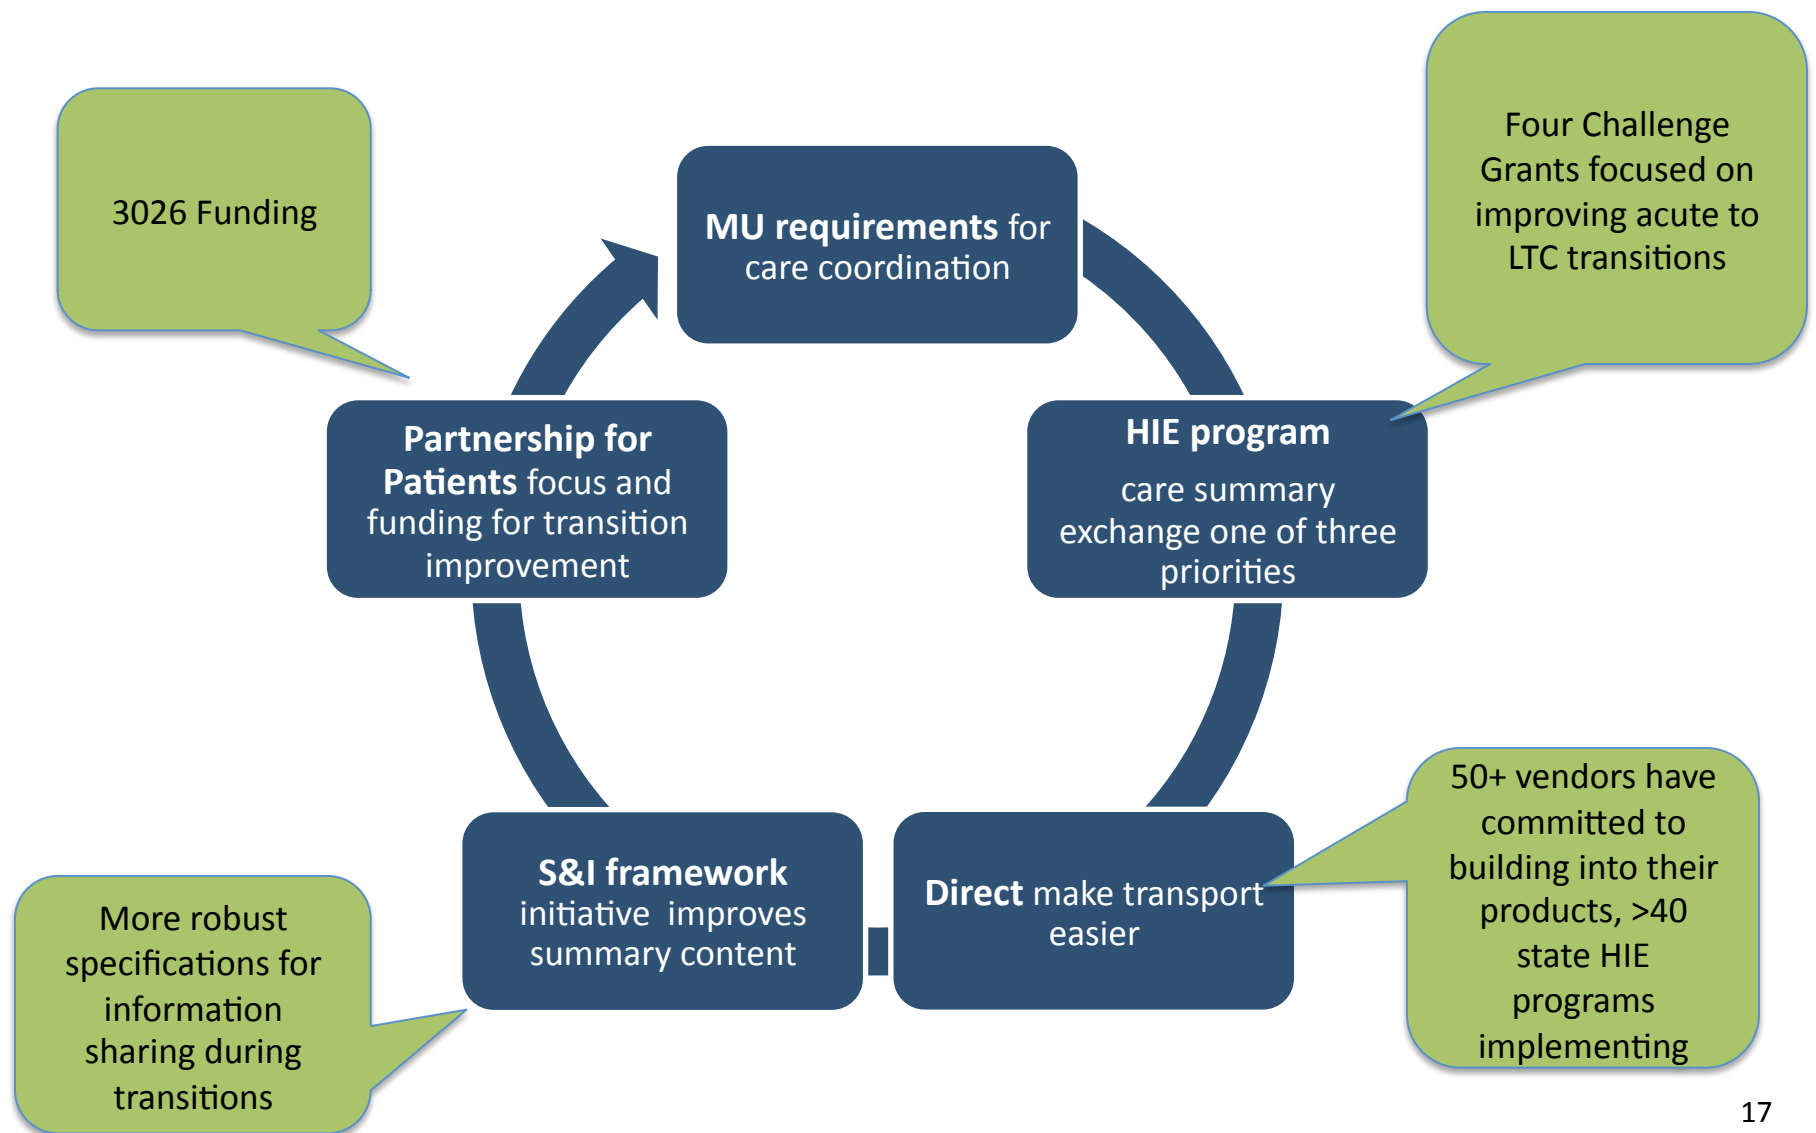 3026 Funding
MU requirements for
care coordination
Four Challenge
Grants focused on
improving acute to
LTC transitions
Partnership for
Patients focus and
funding for transition
improvement
HIE program
care summary
exchange one of three
priorities
S&I framework
initiative  improves
summary content
Direct make transport
easier
50+ vendors have
committed to
building into their
products, >40
state HIE
programs
implementing
More robust
specifications for
information
sharing during
transitions
17